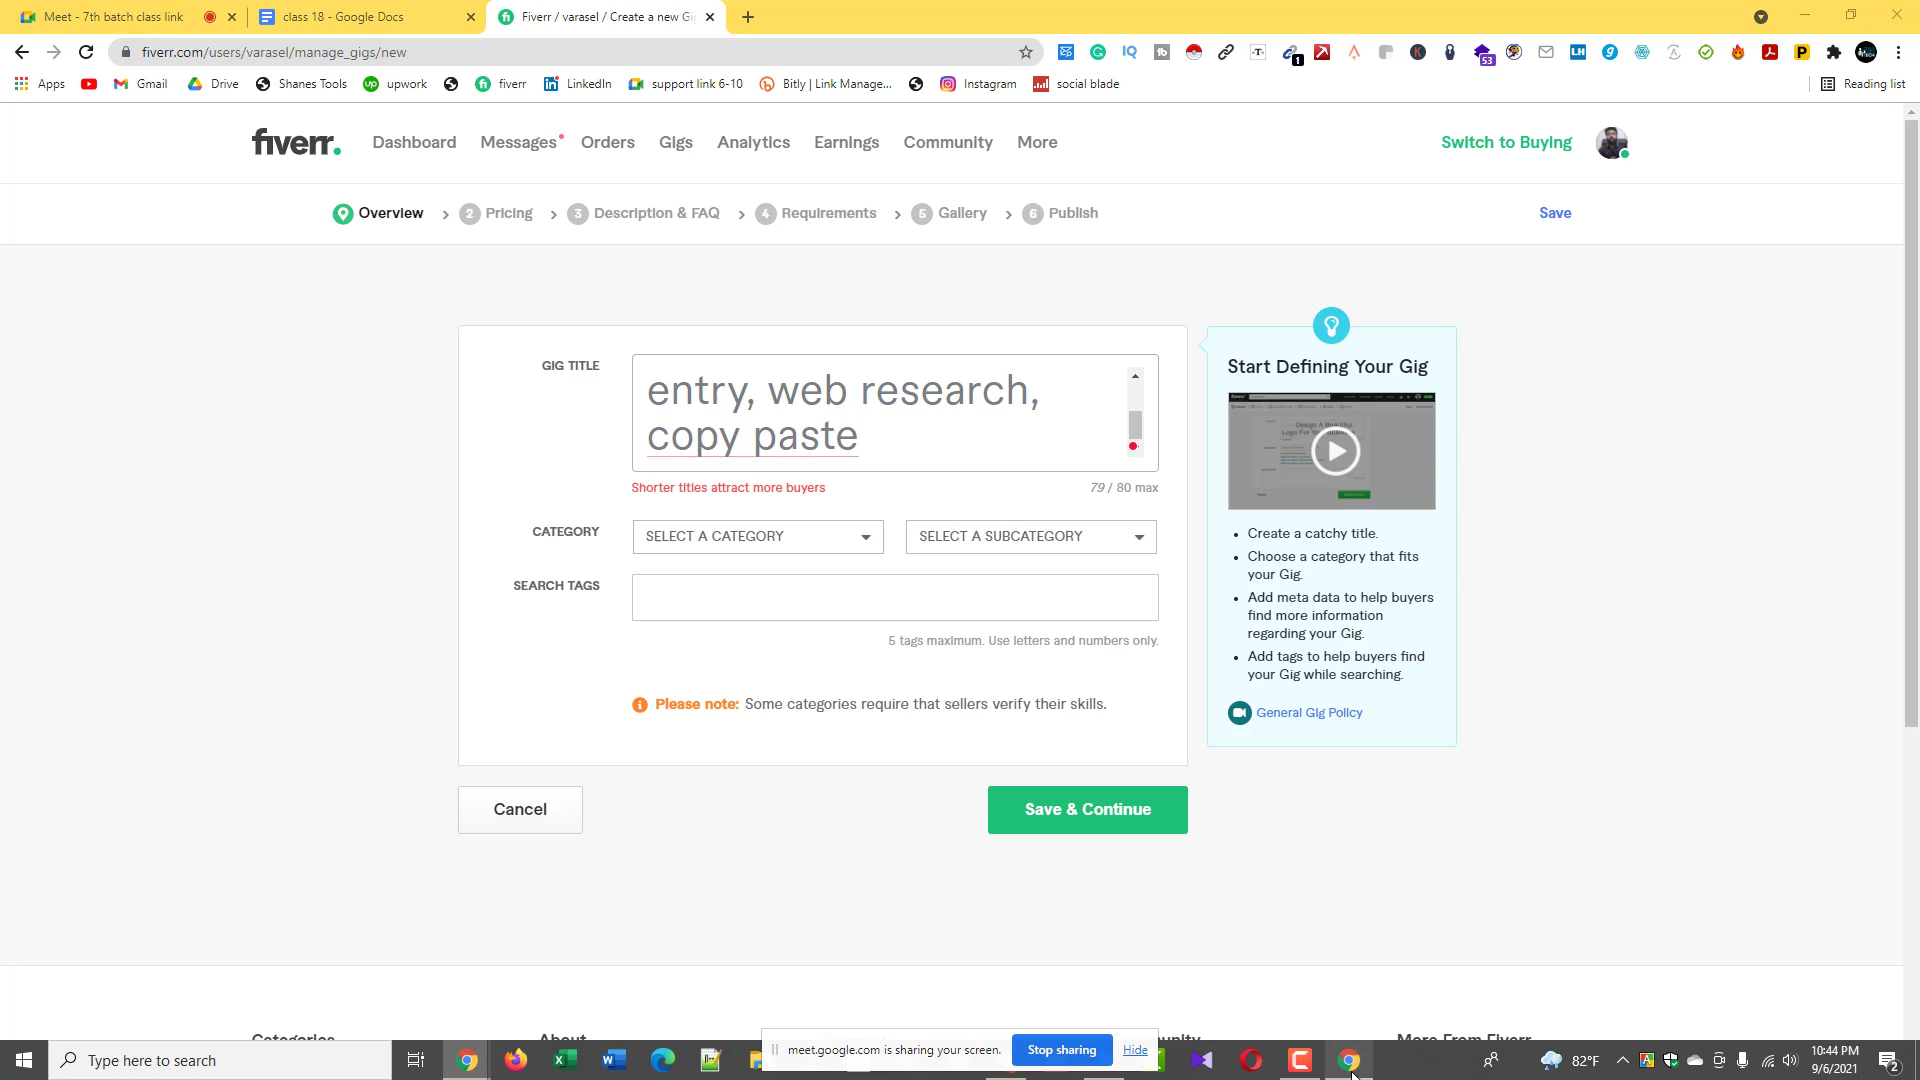 Meet - 7th batch class link
class 18 - Google Docs
Fiverr / varasel / Create a new Gi
fiverr.com/users/varasel/manage_gigs/new
Apps
Gmail
Drive
Shanes Tools
upwork
fiverr
LinkedIn
support link 6-10
Bitly | Link Manage...
Instagram
social blade
Reading list
fiverr.
Dashboard
Messages
Orders
Gigs
Analytics
Earnings
Community
More
Switch to Buying
Overview
2 Pricing
3 Description & FAQ
4 Requirements
5 Gallery
6 Publish
Save
GIG TITLE
entry, web research,
copy paste
Shorter titles attract more buyers
79 / 80 max
CATEGORY
SELECT A CATEGORY
SELECT A SUBCATEGORY
SEARCH TAGS
5 tags maximum. Use letters and numbers only.
Please note: Some categories require that sellers verify their skills.
Cancel
Save & Continue
Start Defining Your Gig
Create a catchy title.
Choose a category that fits
your Gig.
Add meta data to help buyers
find more information
regarding your Gig.
Add tags to help buyers find
your Gig while searching.
General Gig Policy
Categories
About
More From Fiverr
meet.google.com is sharing your screen.
Stop sharing
Hide
Type here to search
82°F
10:44 PM
9/6/2021
2